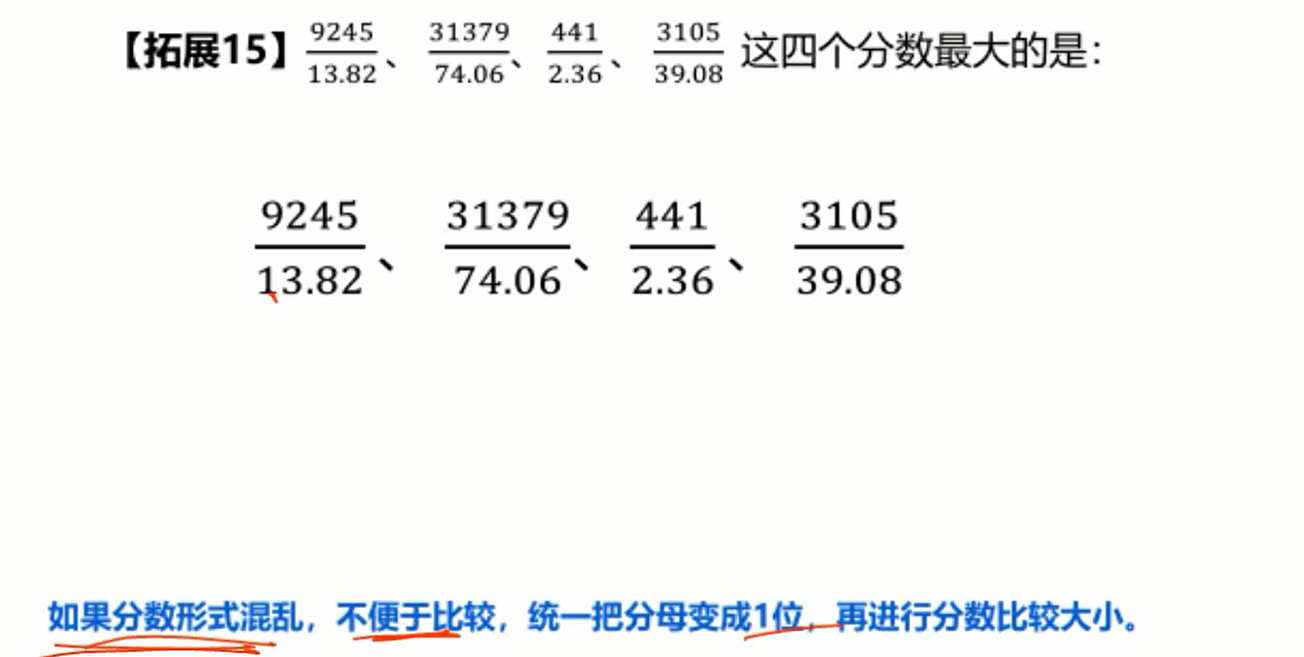 【拓展15】9245/13.82、31379/74.06、441/2.36、3105/39.08 这四个分数最大的是：
9245/13.82、31379/74.06、441/2.36、3105/39.08
如果分数形式混乱，不便于比较，统一把分母变成1位，再进行分数比较大小。